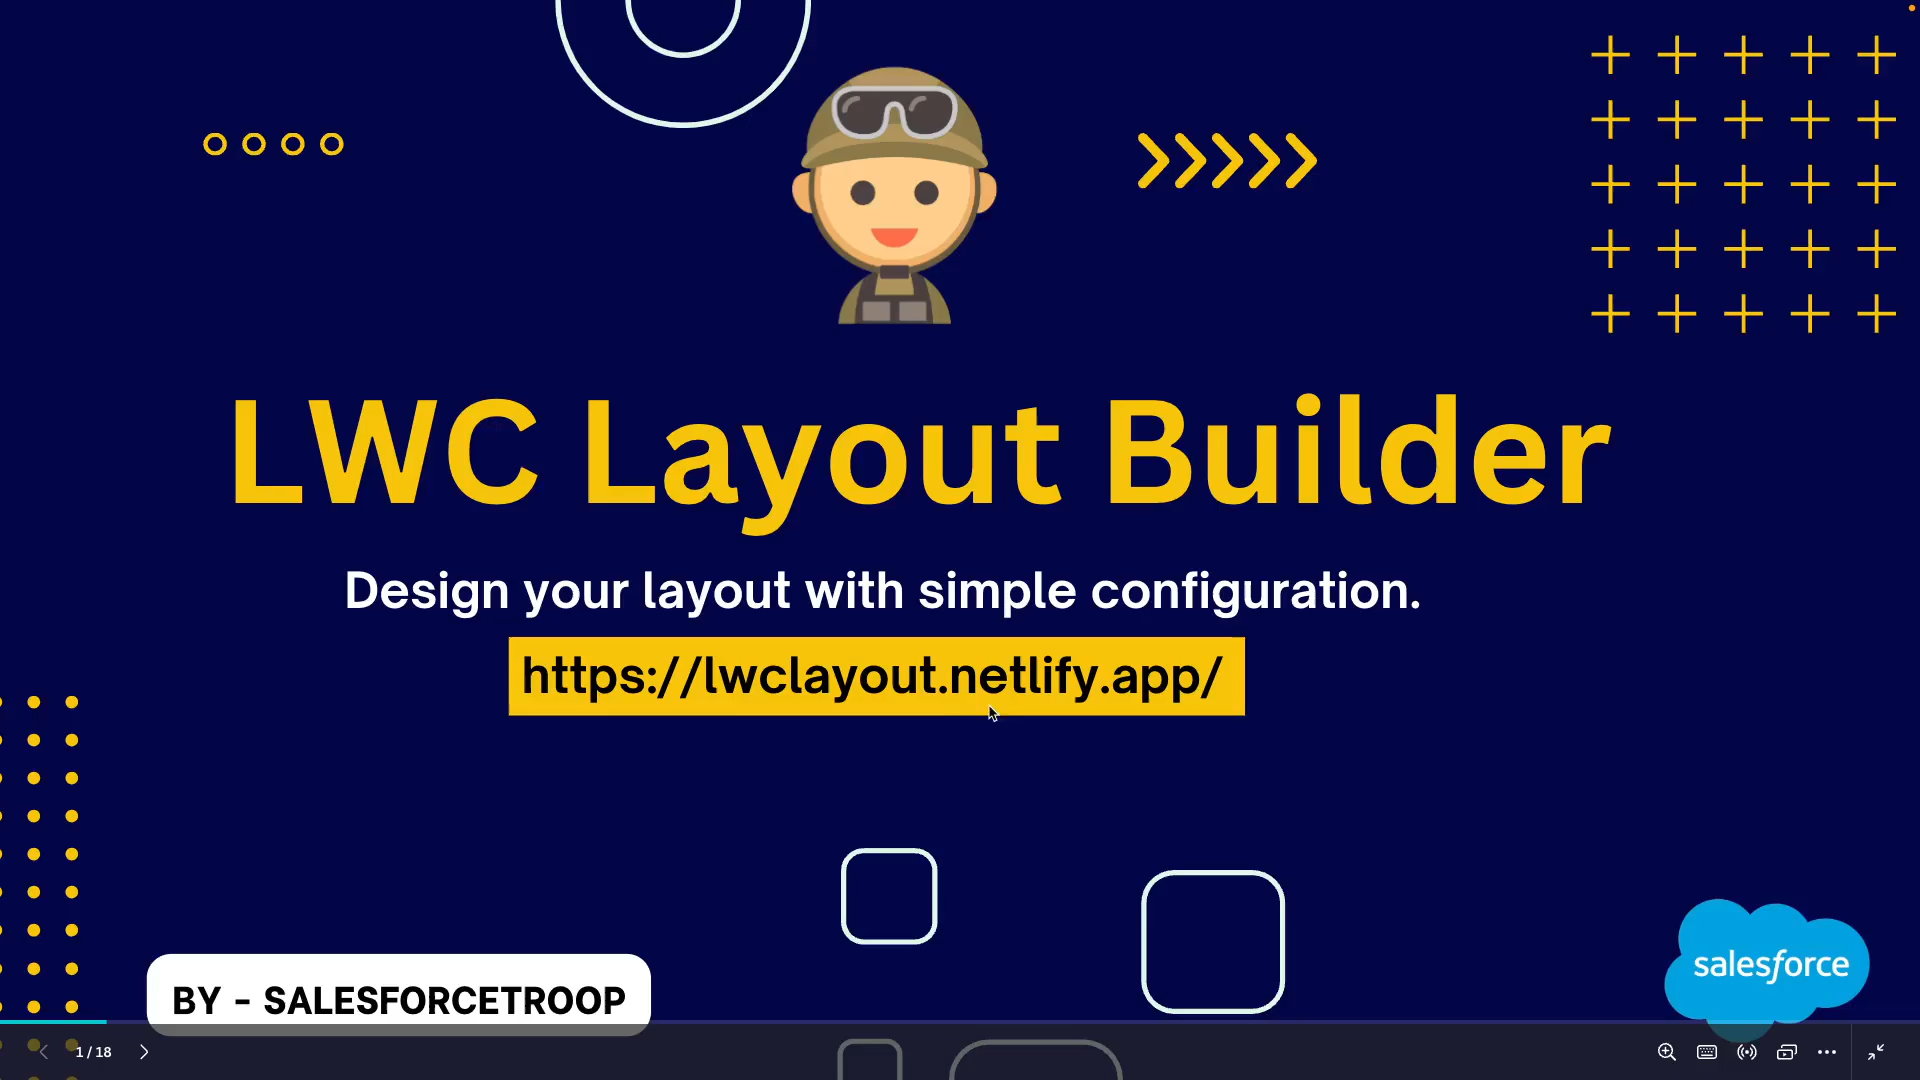 LWC Layout Builder
Design your layout with simple configuration.
https://lwclayout.netlify.app/
BY - SALESFORCETROOP
salesforce
1 / 18